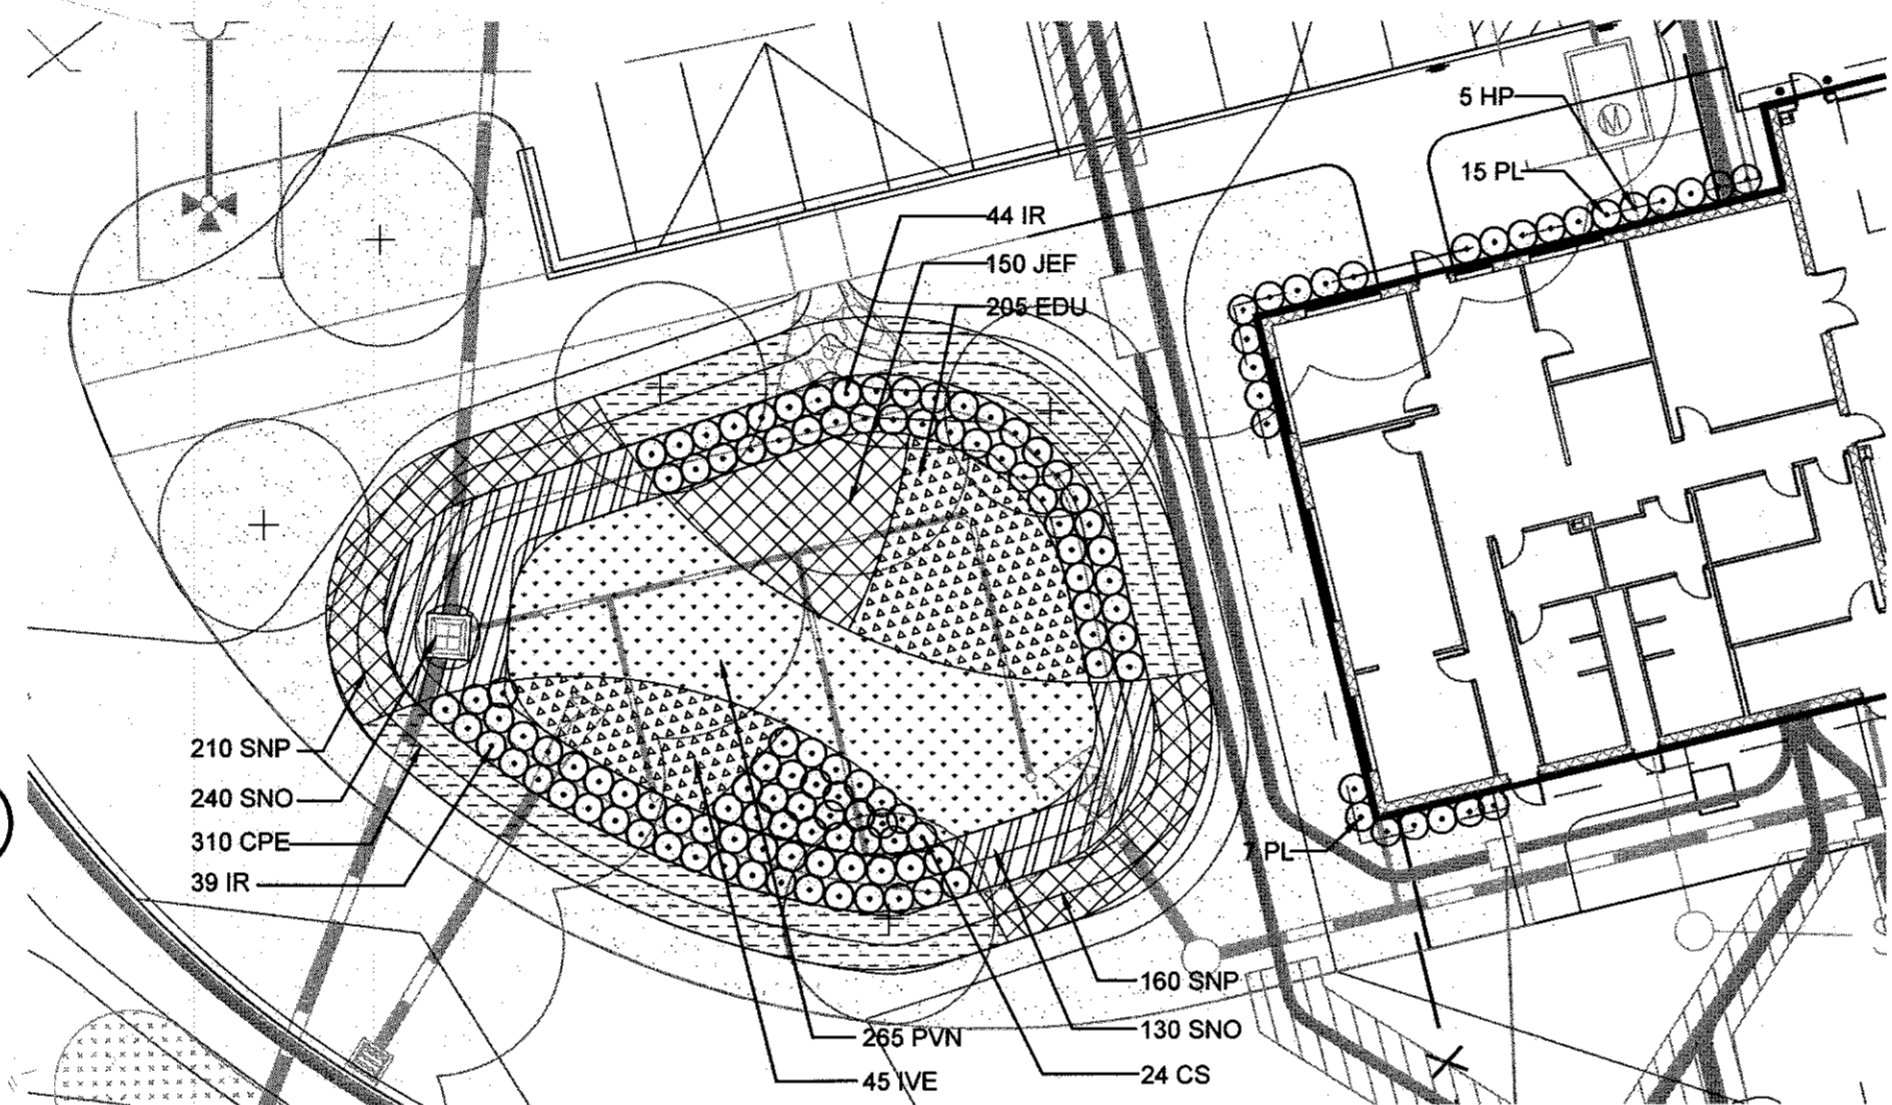 5 HP
15 PL
M
44 IR
150 JEF
205 EDU
210 SNP
240 SNO
310 CPE
39 IR
7 PL
160 SNP
130 SNO
24 CS
265 PVN
45 IVE